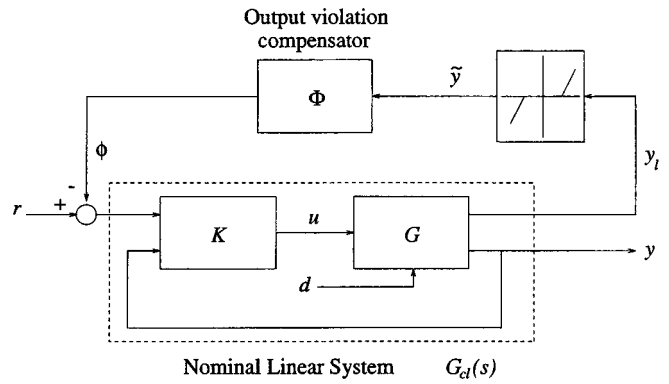 Output violation
compensator
Φ
ỹ
ϕ
y_l
-
r
+
K
u
G
y
d
Nominal Linear System G_cl(s)